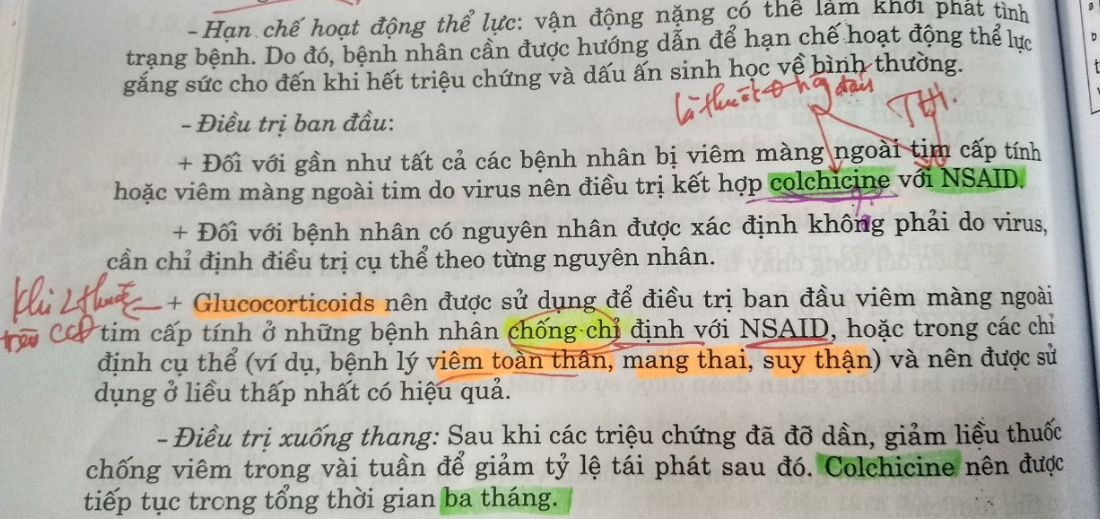 - Hạn chế hoạt động thể lực: vận động nặng có thể làm khởi phát tình
trạng bệnh. Do đó, bệnh nhân cần được hướng dẫn để hạn chế hoạt động thể lực
gắng sức cho đến khi hết triệu chứng và dấu ấn sinh học về bình thường.
- Điều trị ban đầu:
+ Đối với gần như tất cả các bệnh nhân bị viêm màng ngoài tim cấp tính
hoặc viêm màng ngoài tim do virus nên điều trị kết hợp colchicine với NSAID.
+ Đối với bệnh nhân có nguyên nhân được xác định không phải do virus,
cần chỉ định điều trị cụ thể theo từng nguyên nhân.
khi 2 thuốc
trên CCĐ
+ Glucocorticoids nên được sử dụng để điều trị ban đầu viêm màng ngoài
tim cấp tính ở những bệnh nhân chống chỉ định với NSAID, hoặc trong các chỉ
định cụ thể (ví dụ, bệnh lý viêm toàn thân, mang thai, suy thận) và nên được sử
dụng ở liều thấp nhất có hiệu quả.
- Điều trị xuống thang: Sau khi các triệu chứng đã đỡ dần, giảm liều thuốc
chống viêm trong vài tuần để giảm tỷ lệ tái phát sau đó. Colchicine nên được
tiếp tục trong tổng thời gian ba tháng.